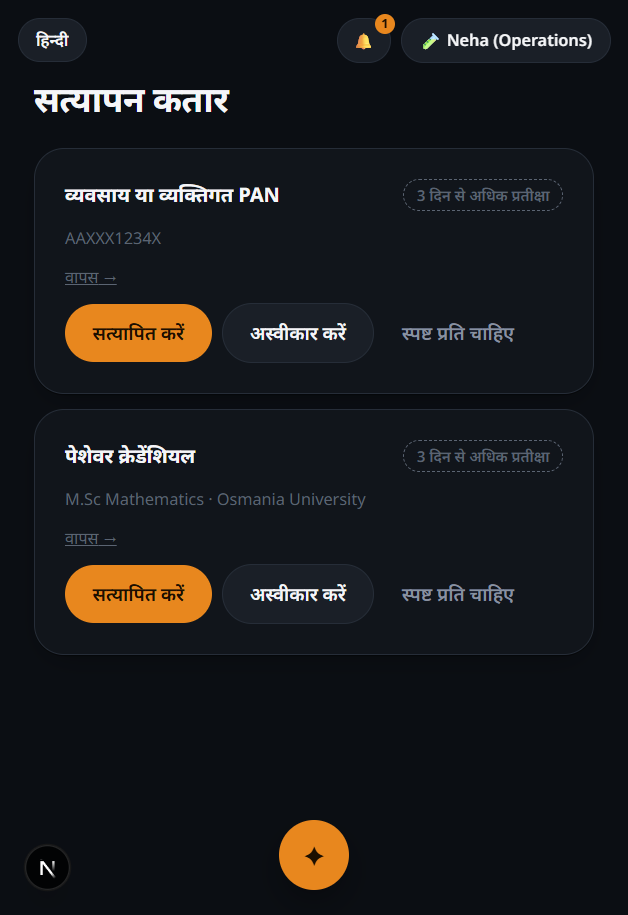 हिन्दी
1
Neha (Operations)
सत्यापन कतार
व्यवसाय या व्यक्तिगत PAN
3 दिन से अधिक प्रतीक्षा
AAXXX1234X
वापस →
सत्यापित करें
अस्वीकार करें
स्पष्ट प्रति चाहिए
पेशेवर क्रेडेंशियल
3 दिन से अधिक प्रतीक्षा
M.Sc Mathematics · Osmania University
वापस →
सत्यापित करें
अस्वीकार करें
स्पष्ट प्रति चाहिए
N